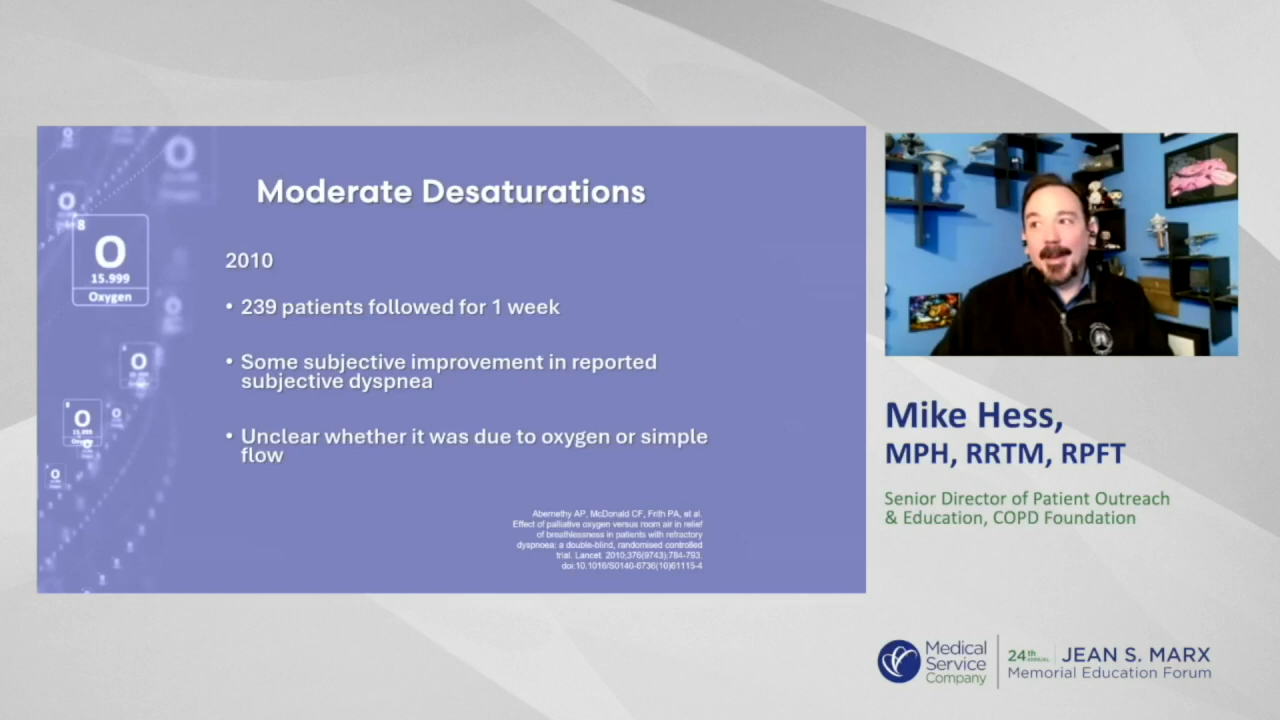 Moderate Desaturations
2010
• 239 patients followed for 1 week
• Some subjective improvement in reported
subjective dyspnea
• Unclear whether it was due to oxygen or simple
flow
Abernethy AP, McDonald CF, Frith PA, et al.
Effect of palliative oxygen versus room air in relief
of breathlessness in patients with refractory
dyspnoea: a double-blind, randomised controlled
trial. Lancet. 2010;376(9743):784-793.
doi:10.1016/S0140-6736(10)61115-4
8
O
15.999
Oxygen
O
O
O
O
15.999
O
O
O
O
Mike Hess,
MPH, RRTM, RPFT
Senior Director of Patient Outreach
& Education, COPD Foundation
Medical
Service
Company
24th ANNUAL JEAN S. MARX
Memorial Education Forum